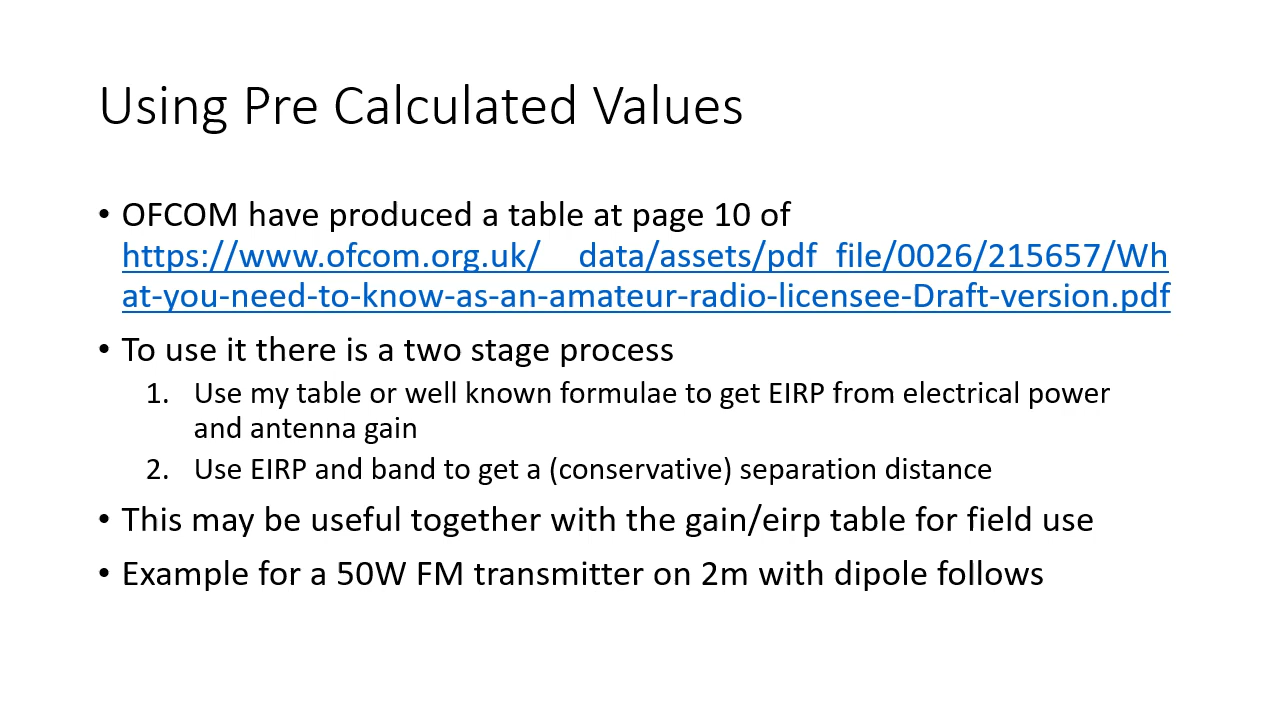 Using Pre Calculated Values
• OFCOM have produced a table at page 10 of
https://www.ofcom.org.uk/__data/assets/pdf_file/0026/215657/Wh
at-you-need-to-know-as-an-amateur-radio-licensee-Draft-version.pdf
• To use it there is a two stage process
1. Use my table or well known formulae to get EIRP from electrical power
and antenna gain
2. Use EIRP and band to get a (conservative) separation distance
• This may be useful together with the gain/eirp table for field use
• Example for a 50W FM transmitter on 2m with dipole follows